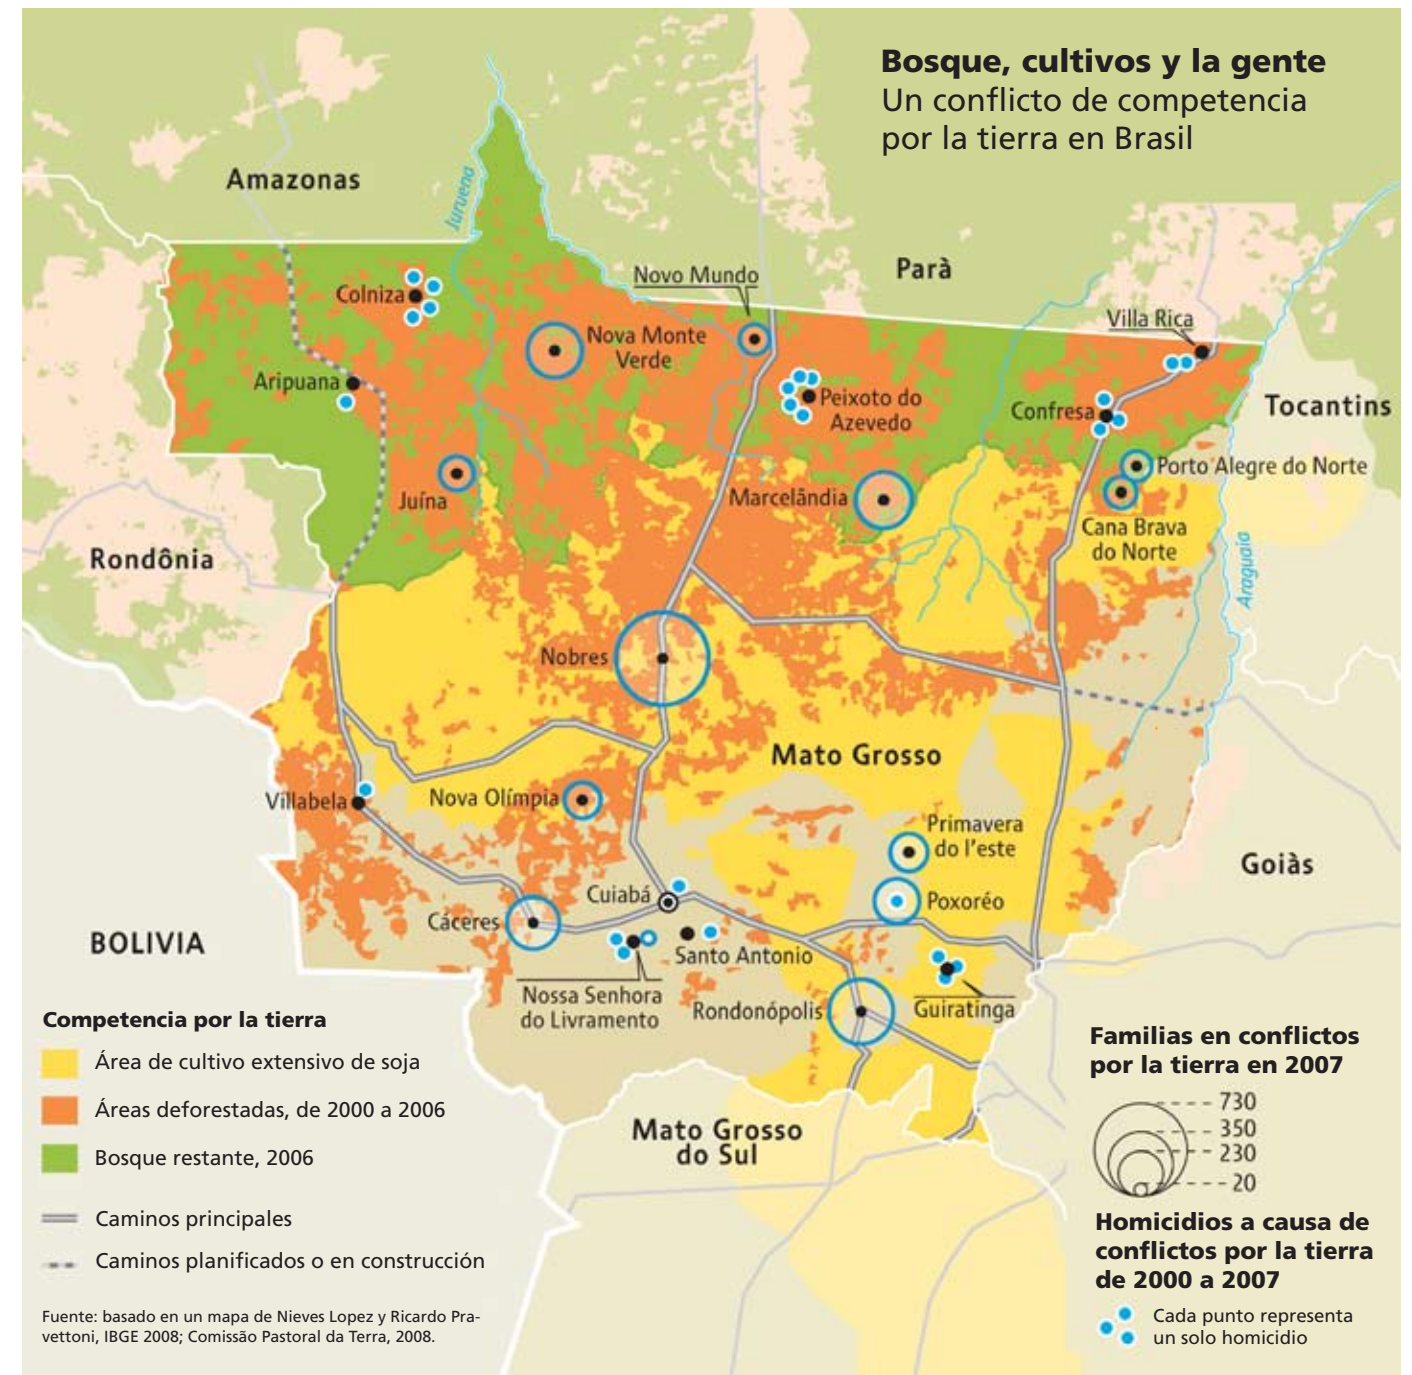 Bosque, cultivos y la gente
Un conflicto de competencia
por la tierra en Brasil
Amazonas
Juruena
Parà
Novo Mundo
Colniza
Villa Rica
Nova Monte
Verde
Aripuana
Peixoto do
Azevedo
Confresa
Tocantins
Porto Alegre do Norte
Juína
Marcelândia
Cana Brava
do Norte
Rondônia
Araguaia
Nobres
Mato Grosso
Villabela
Nova Olímpia
Primavera
do l'este
Goiàs
Cuiabá
Poxoréo
Cáceres
BOLIVIA
Santo Antonio
Nossa Senhora
do Livramento
Rondonópolis
Guiratinga
Mato Grosso
do Sul
Competencia por la tierra
Área de cultivo extensivo de soja
Áreas deforestadas, de 2000 a 2006
Bosque restante, 2006
Caminos principales
Caminos planificados o en construcción
Fuente: basado en un mapa de Nieves Lopez y Ricardo Pra-
vettoni, IBGE 2008; Comissão Pastoral da Terra, 2008.
Familias en conflictos
por la tierra en 2007
730
350
230
20
Homicidios a causa de
conflictos por la tierra
de 2000 a 2007
Cada punto representa
un solo homicidio